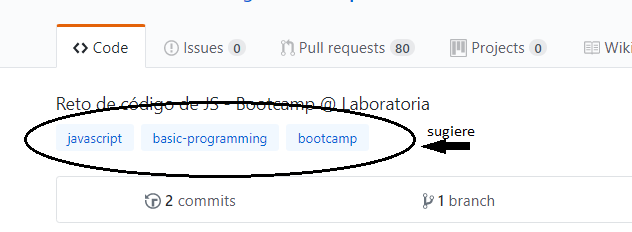 Code Issues 0 Pull requests 80 Projects 0 Wiki
Reto de código de JS - Bootcamp @ Laboratoria
javascript basic-programming bootcamp
sugiere
2 commits 1 branch